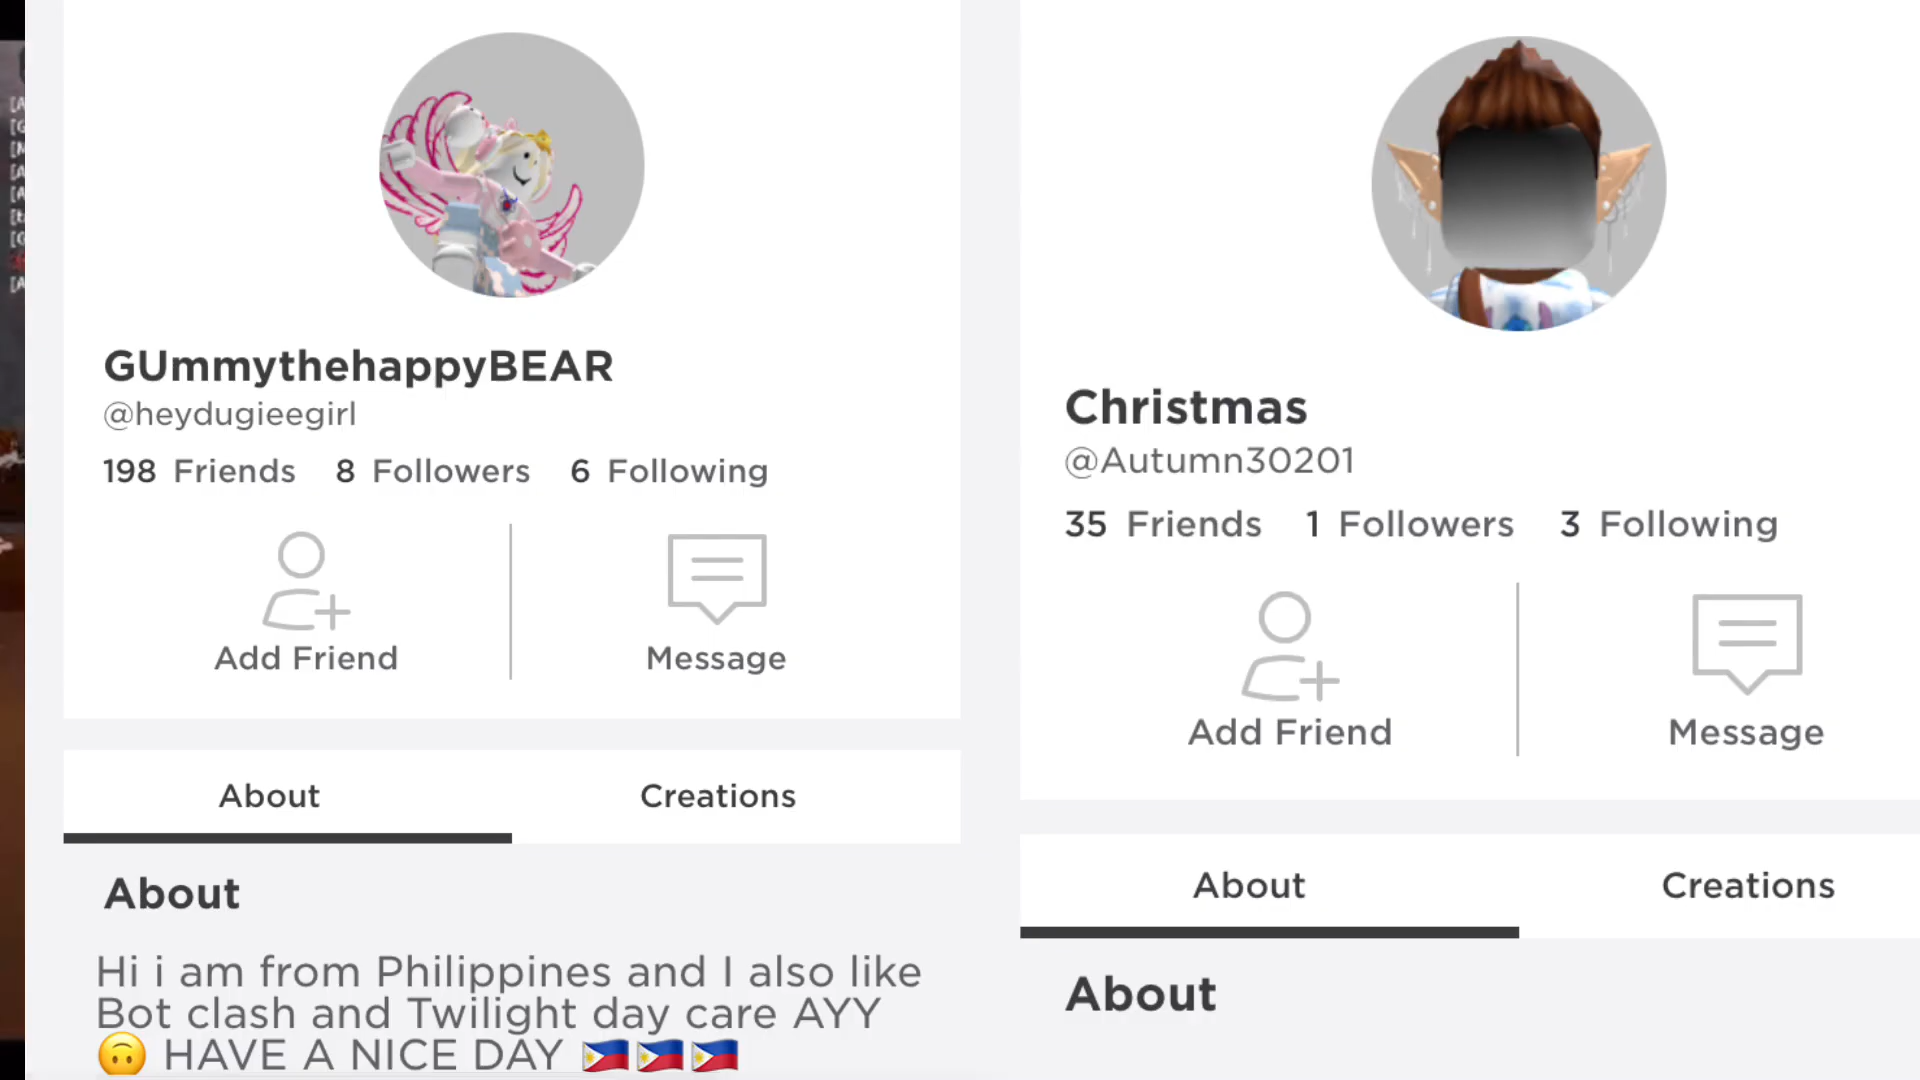 [A
[G
[M
[A
[A
[t
[G
[A
GUmmythehappyBEAR
@heydugieegirl
198 Friends 8 Followers 6 Following
Add Friend Message
About Creations
About
Hi i am from Philippines and I also like
Bot clash and Twilight day care AYY
🙃 HAVE A NICE DAY 🇵🇭🇵🇭🇵🇭
Christmas
@Autumn30201
35 Friends 1 Followers 3 Following
Add Friend Message
About Creations
About